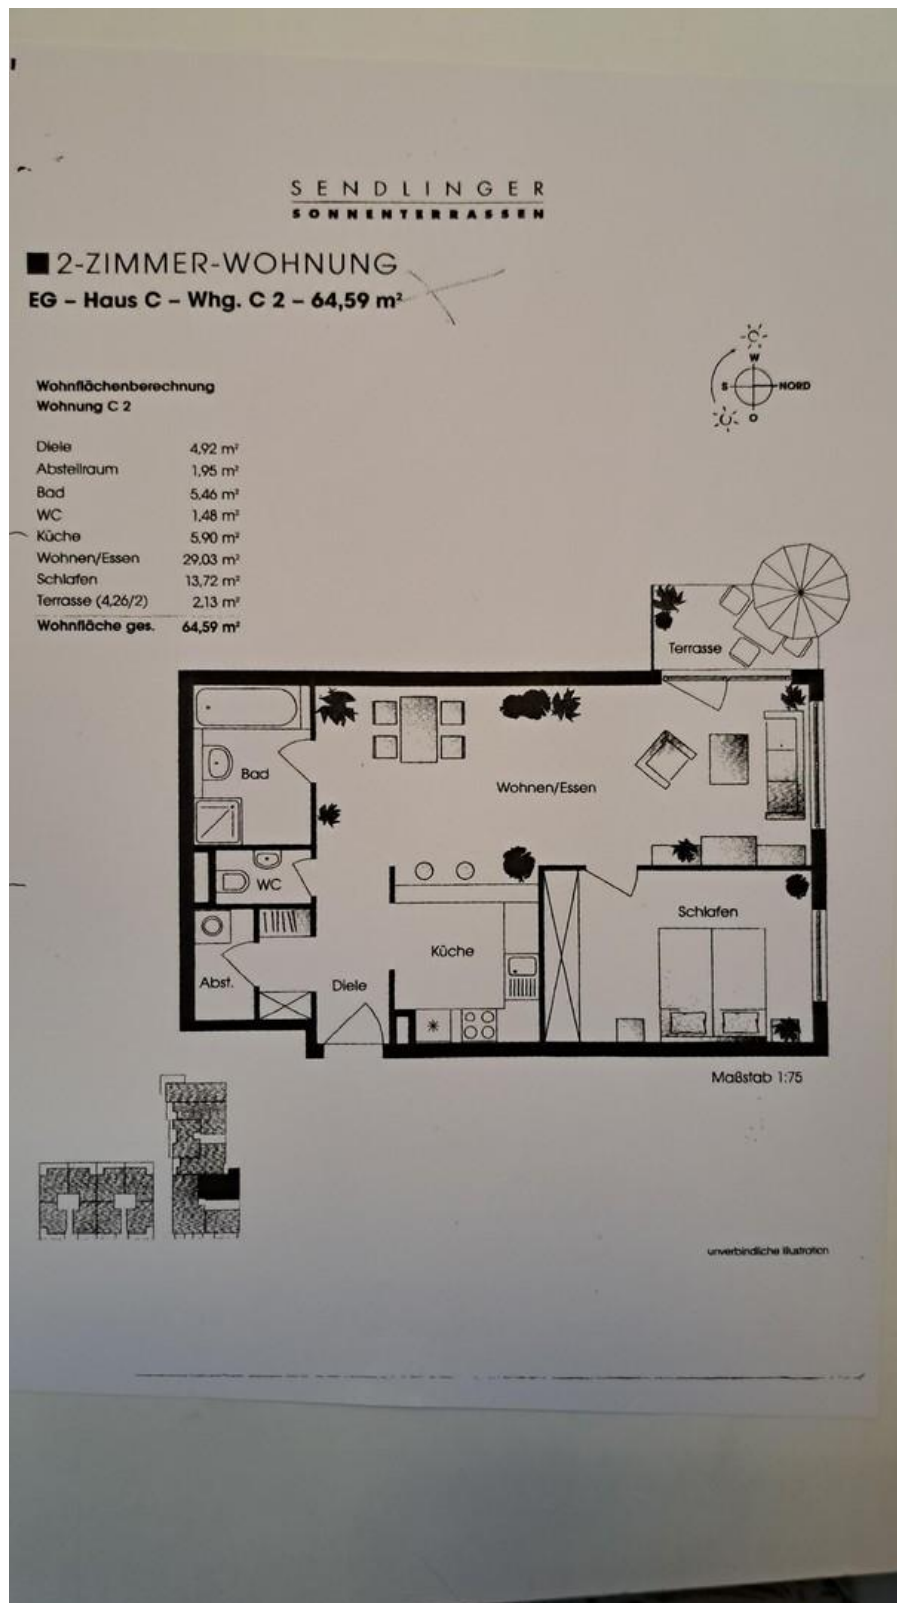 SENDLINGER
SONNENTERRASSEN
2-ZIMMER-WOHNUNG
EG – Haus C – Whg. C 2 – 64,59 m²
W
S
NORD
O
Wohnflächenberechnung
Wohnung C 2
Diele 4,92 m²
Abstellraum 1,95 m²
Bad 5,46 m²
WC 1,48 m²
Küche 5,90 m²
Wohnen/Essen 29,03 m²
Schlafen 13,72 m²
Terrasse (4,26/2) 2,13 m²
Wohnfläche ges. 64,59 m²
Terrasse
Bad
Wohnen/Essen
WC
Schlafen
Küche
Abst.
Diele
Maßstab 1:75
unverbindliche Illustration